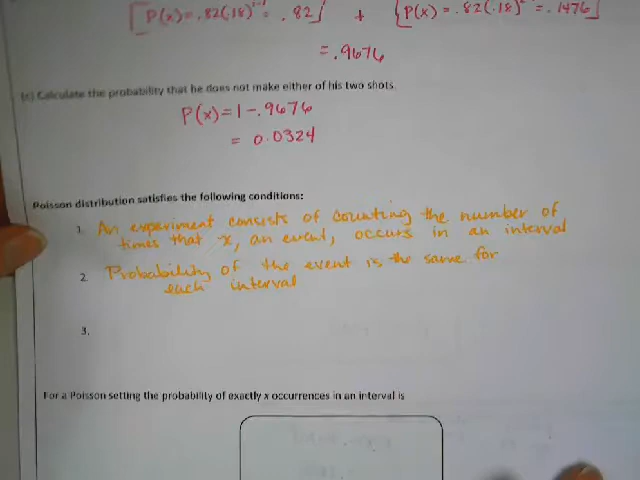 [P(x) = .82(.18)¹⁻¹ = .82] + [P(x) = .82(.18)²⁻¹ = .1476]
= .9676
(c) Calculate the probability that he does not make either of his two shots.
P(x) = 1 - .9676
= 0.0324
Poisson distribution satisfies the following conditions:
1. An experiment consists of counting the number of
times that x, an event, occurs in an interval
2. Probability of the event is the same for
each interval
3.
For a Poisson setting the probability of exactly x occurrences in an interval is